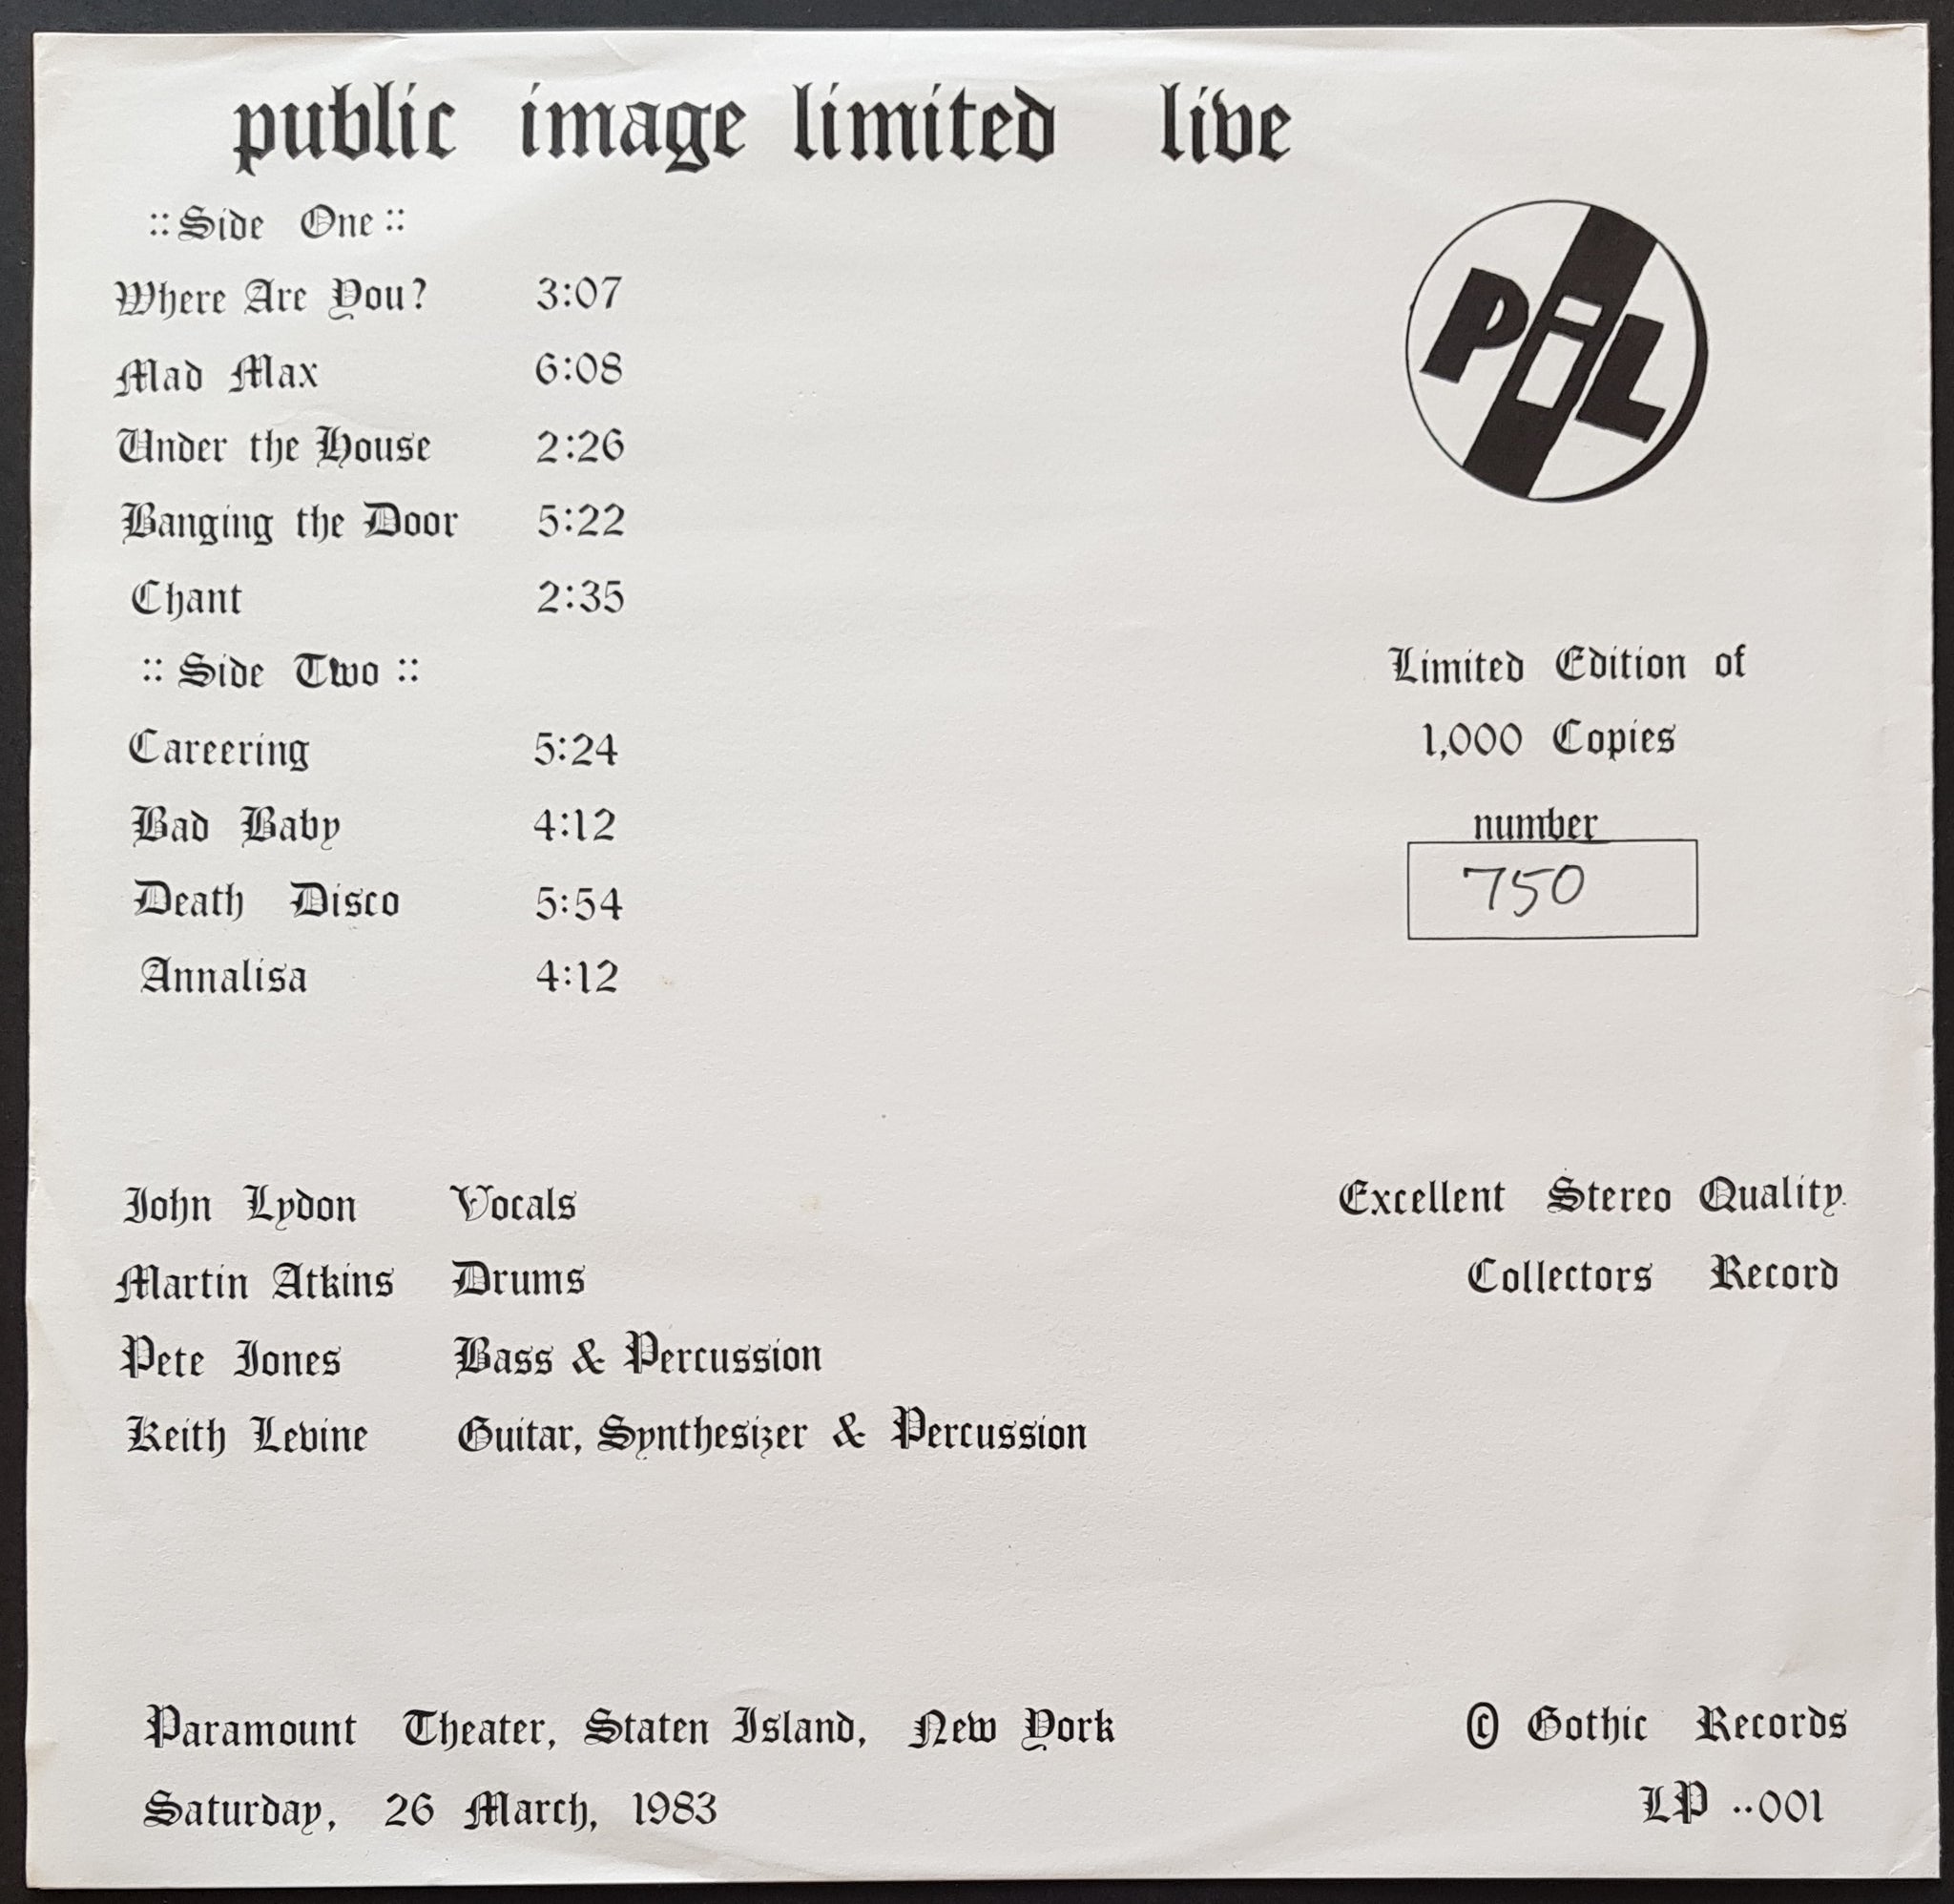 public image limited live
:: Side One ::
Where Are You? 3:07
Mad Max 6:08
Under the House 2:26
Banging the Door 5:22
Chant 2:35
:: Side Two ::
Careering 5:24
Bad Baby 4:12
Death Disco 5:54
Annalisa 4:12
PiL
Limited Edition of
1,000 Copies
number
750
John Lydon Vocals
Martin Atkins Drums
Pete Jones Bass & Percussion
Keith Levine Guitar, Synthesizer & Percussion
Excellent Stereo Quality.
Collectors Record
Paramount Theater, Staten Island, New York
Saturday, 26 March, 1983
© Gothic Records
LP ··001